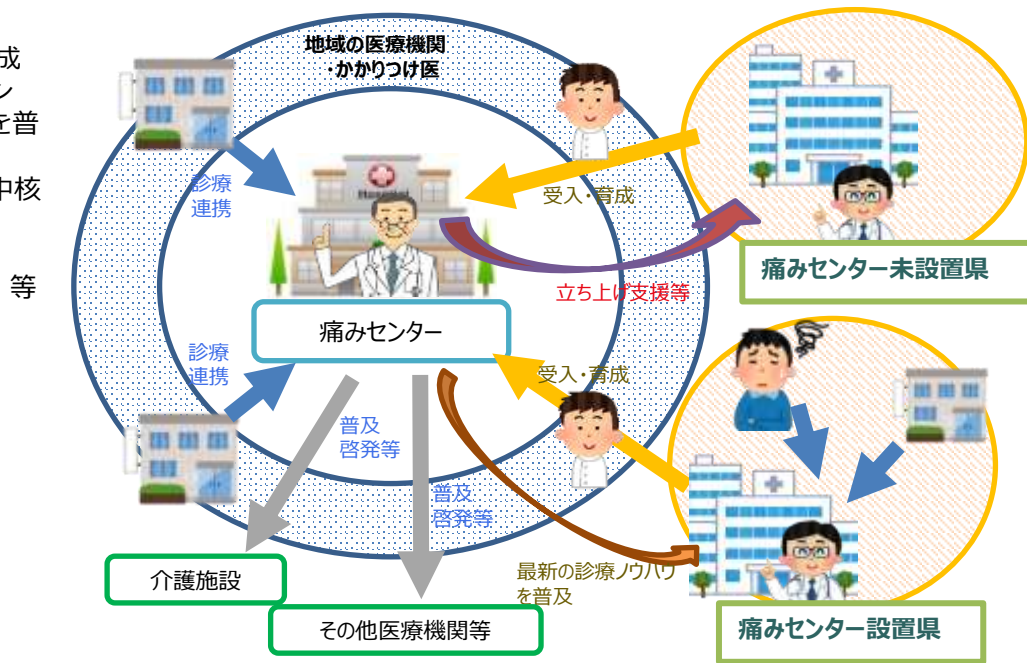 成
ン
を普
中核
等
地域の医療機関
・かかりつけ医
診療
連携
Hospital
受入・育成
立ち上げ支援等
痛みセンター未設置県
痛みセンター
診療
連携
受入・育成
普及
啓発等
普及
啓発等
最新の診療ノウハウ
を普及
介護施設
その他医療機関等
痛みセンター設置県